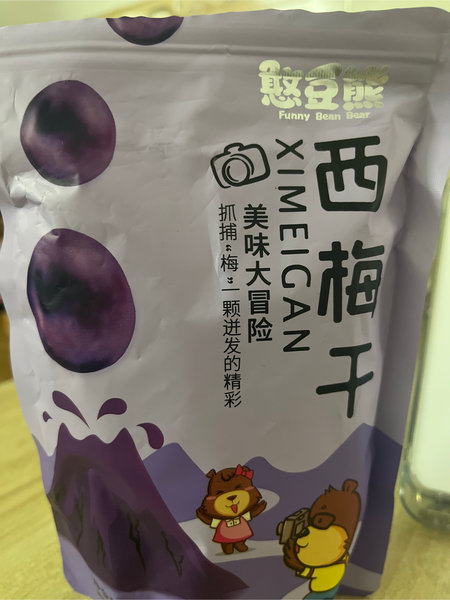 憨豆熊
Funny Bean Bear
西梅干
XIMEIGAN
美味大冒险
抓捕“梅”一颗迸发的精彩